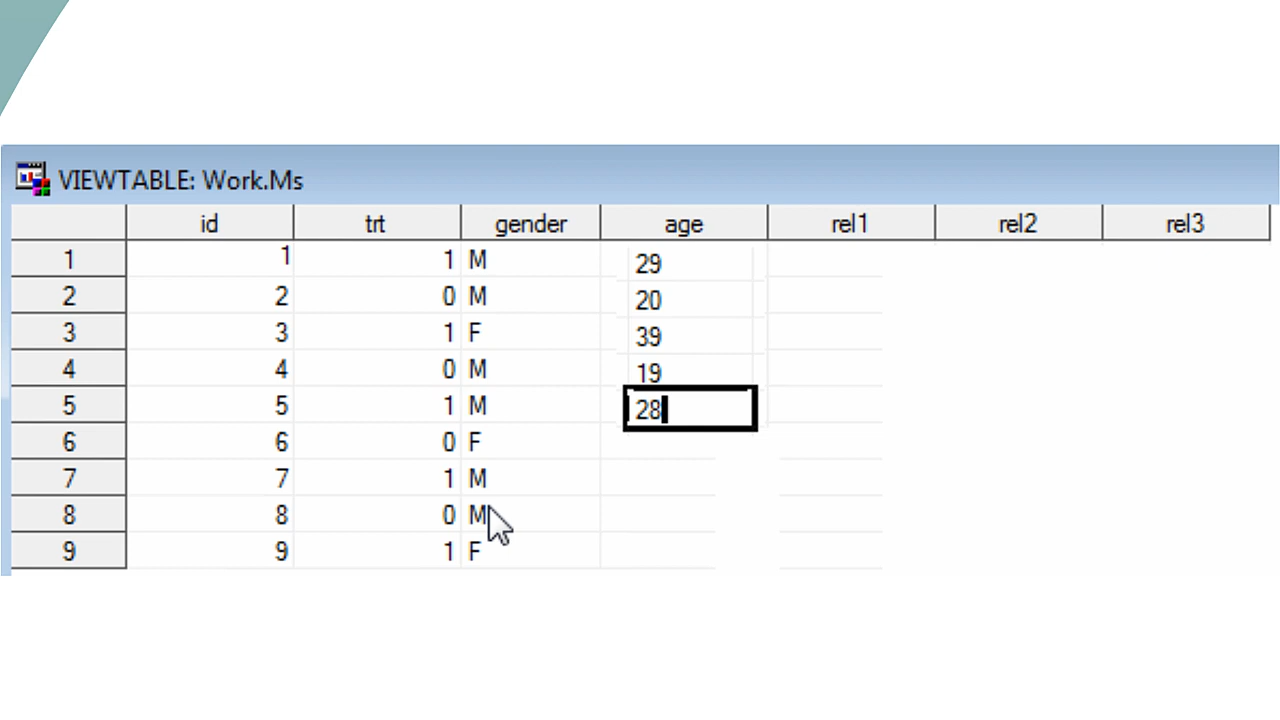 VIEWTABLE: Work.Ms
id trt gender age rel1 rel2 rel3
1 1 1 M 29
2 2 0 M 20
3 3 1 F 39
4 4 0 M 19
5 5 1 M 28
6 6 0 F
7 7 1 M
8 8 0 M
9 9 1 F